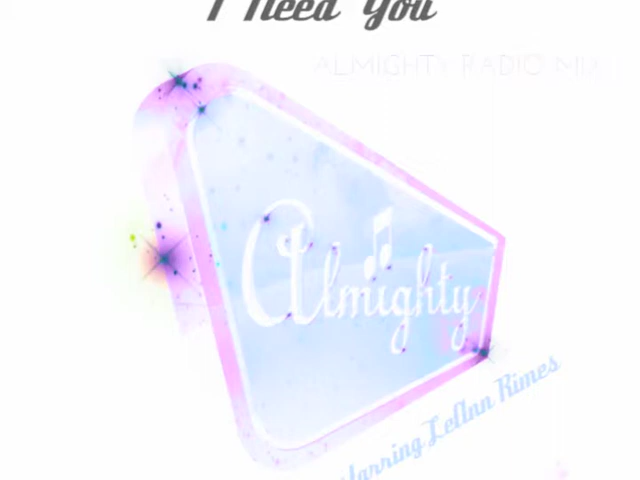 I Need You
ALMIGHTY RADIO MIX
Almighty
Starring LeAnn Rimes